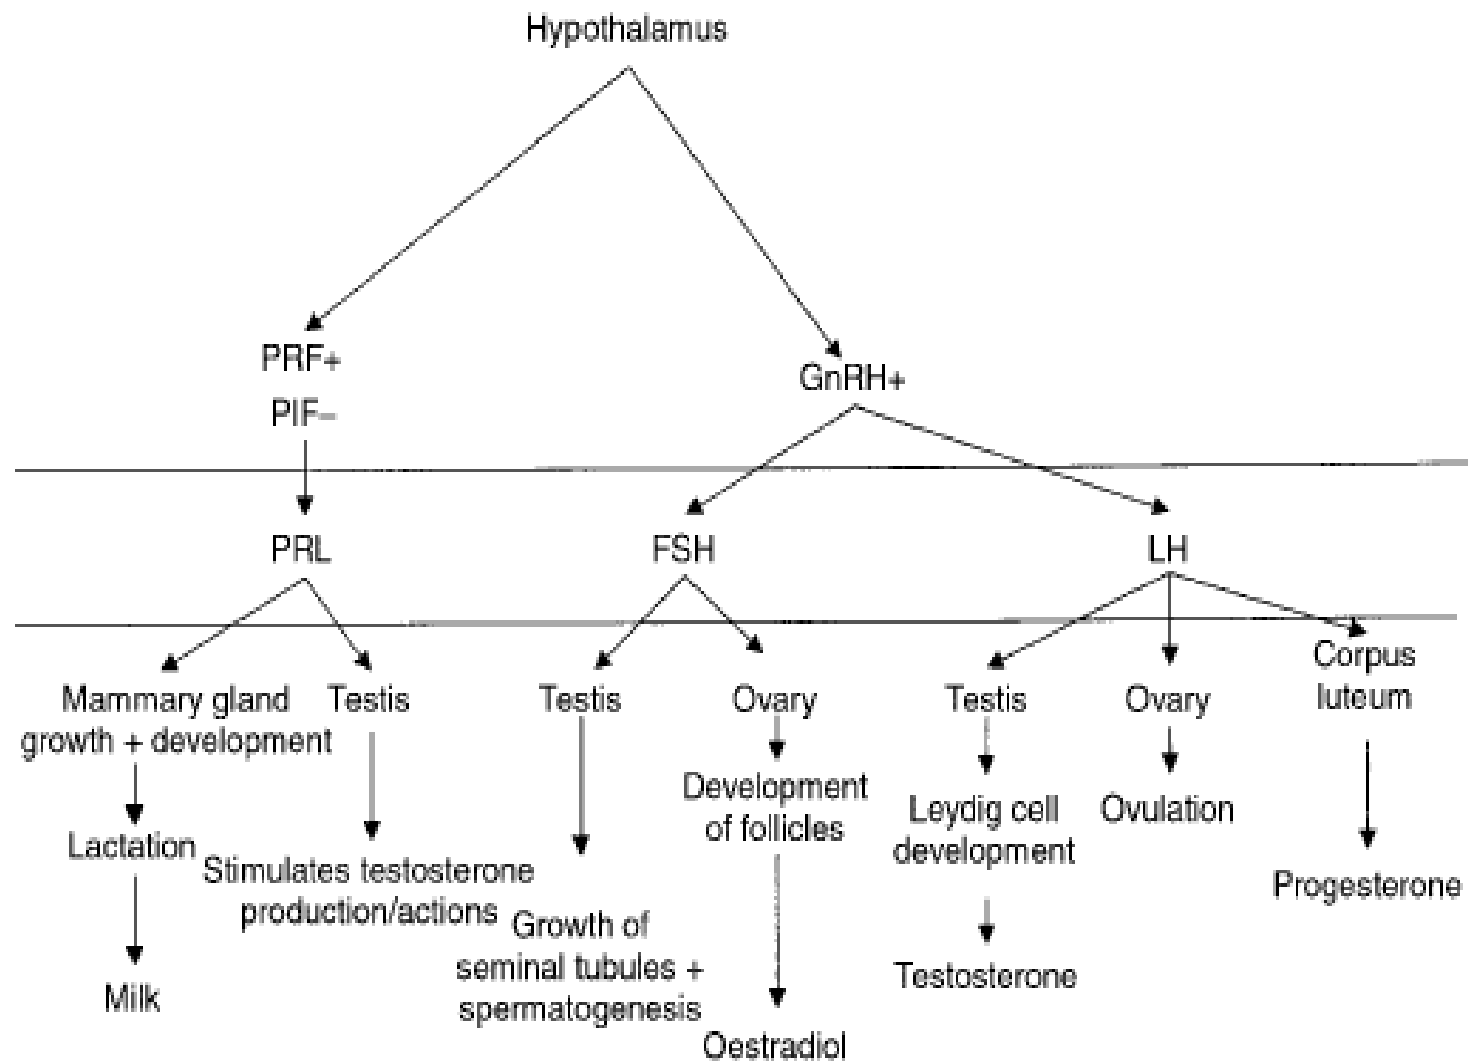 Hypothalamus
PRF+
PIF–
GnRH+
PRL
FSH
LH
Mammary gland
growth + development
Lactation
Milk
Testis
Stimulates testosterone
production/actions
Testis
Growth of
seminal tubules +
spermatogenesis
Ovary
Development
of follicles
Oestradiol
Testis
Leydig cell
development
Testosterone
Ovary
Ovulation
Corpus
luteum
Progesterone